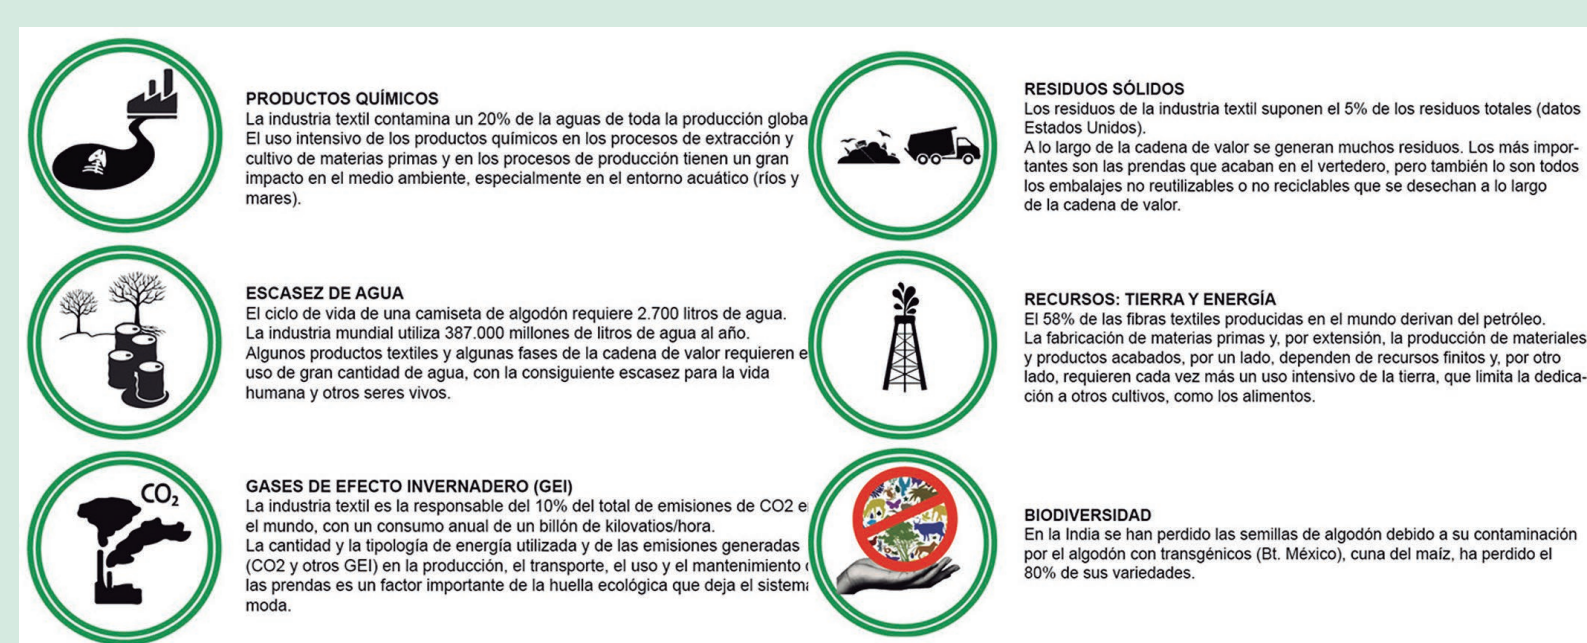 PRODUCTOS QUÍMICOS
La industria textil contamina un 20% de la aguas de toda la producción globa
El uso intensivo de los productos químicos en los procesos de extracción y
cultivo de materias primas y en los procesos de producción tienen un gran
impacto en el medio ambiente, especialmente en el entorno acuático (ríos y
mares).
ESCASEZ DE AGUA
El ciclo de vida de una camiseta de algodón requiere 2.700 litros de agua.
La industria mundial utiliza 387.000 millones de litros de agua al año.
Algunos productos textiles y algunas fases de la cadena de valor requieren e
uso de gran cantidad de agua, con la consiguiente escasez para la vida
humana y otros seres vivos.
CO2
GASES DE EFECTO INVERNADERO (GEI)
La industria textil es la responsable del 10% del total de emisiones de CO2 e
el mundo, con un consumo anual de un billón de kilovatios/hora.
La cantidad y la tipología de energía utilizada y de las emisiones generadas
(CO2 y otros GEI) en la producción, el transporte, el uso y el mantenimiento
las prendas es un factor importante de la huella ecológica que deja el sistema
moda.
RESIDUOS SÓLIDOS
Los residuos de la industria textil suponen el 5% de los residuos totales (datos
Estados Unidos).
A lo largo de la cadena de valor se generan muchos residuos. Los más impor-
tantes son las prendas que acaban en el vertedero, pero también lo son todos
los embalajes no reutilizables o no reciclables que se desechan a lo largo
de la cadena de valor.
RECURSOS: TIERRA Y ENERGÍA
El 58% de las fibras textiles producidas en el mundo derivan del petróleo.
La fabricación de materias primas y, por extensión, la producción de materiales
y productos acabados, por un lado, dependen de recursos finitos y, por otro
lado, requieren cada vez más un uso intensivo de la tierra, que limita la dedica-
ción a otros cultivos, como los alimentos.
BIODIVERSIDAD
En la India se han perdido las semillas de algodón debido a su contaminación
por el algodón con transgénicos (Bt. México), cuna del maíz, ha perdido el
80% de sus variedades.